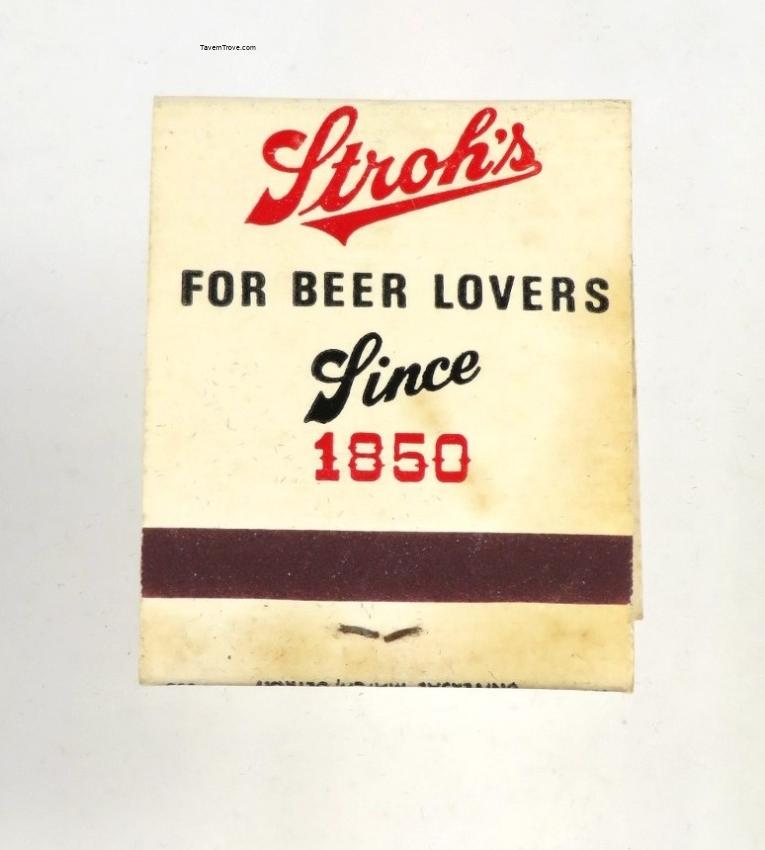 TavernTrove.com
Stroh's
FOR BEER LOVERS
Since
1850